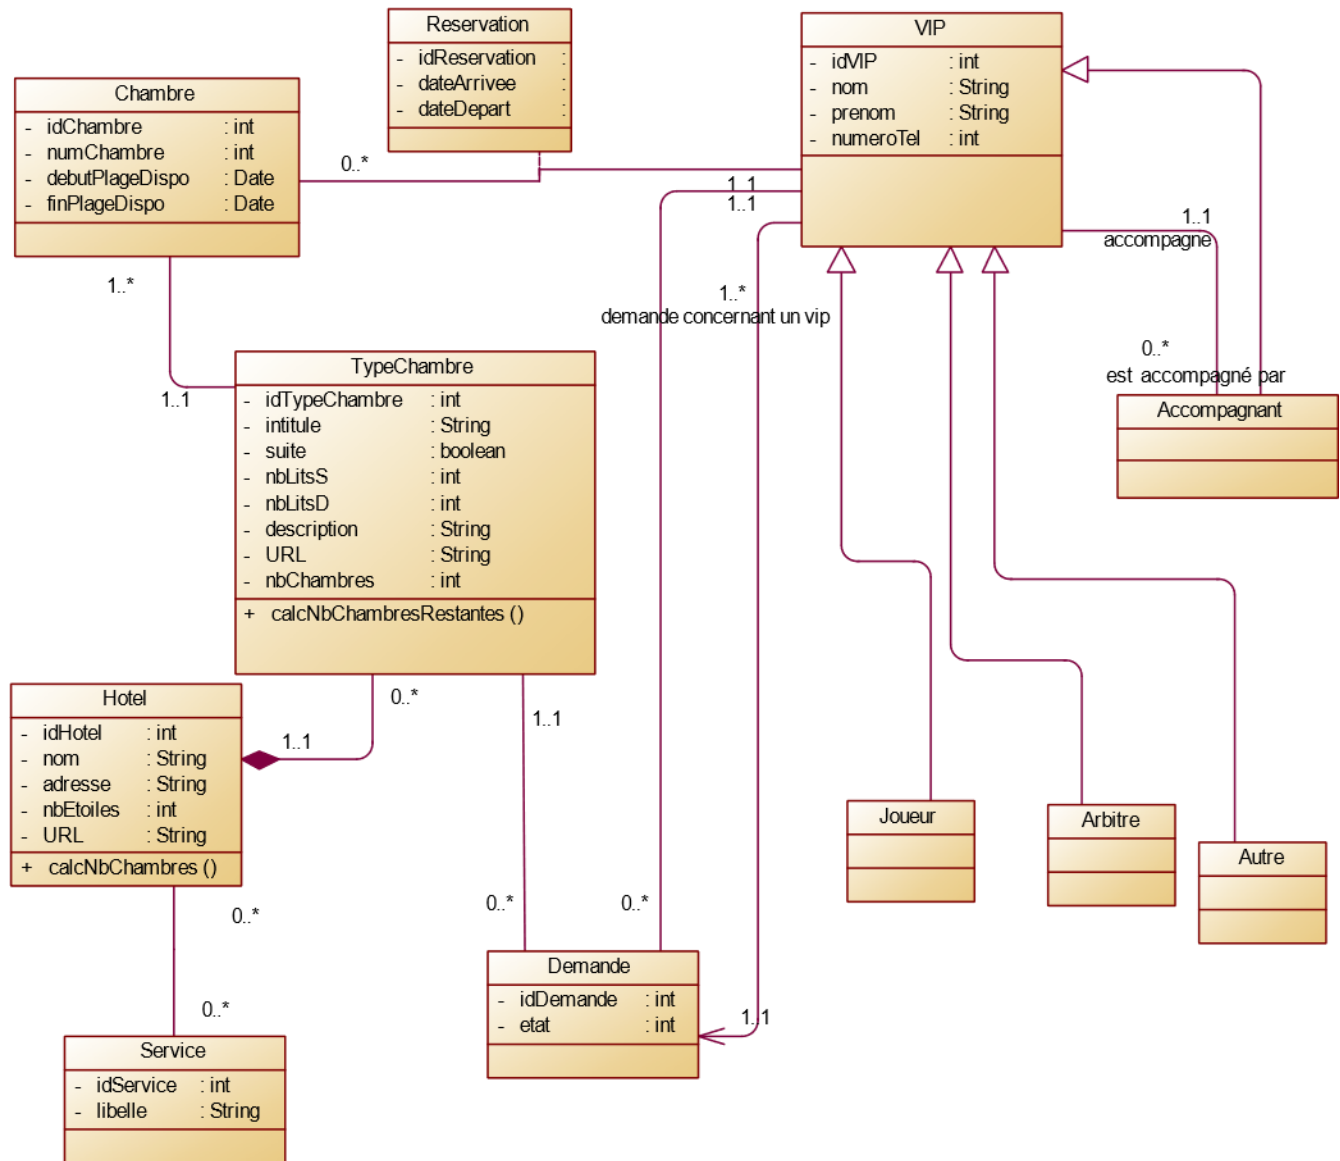 Reservation
- idReservation :
- dateArrivee :
- dateDepart :
VIP
- idVIP : int
- nom : String
- prenom : String
- numeroTel : int
Chambre
- idChambre : int
- numChambre : int
- debutPlageDispo : Date
- finPlageDispo : Date
0..*
1..1
1..1
1..1
accompagne
1..*
1..*
demande concernant un vip
0..*
est accompagné par
TypeChambre
- idTypeChambre : int
- intitule : String
- suite : boolean
- nbLitsS : int
- nbLitsD : int
- description : String
- URL : String
- nbChambres : int
+ calcNbChambresRestantes ()
1..1
Accompagnant
Hotel
- idHotel : int
- nom : String
- adresse : String
- nbEtoiles : int
- URL : String
+ calcNbChambres ()
0..*
1..1
1..1
Joueur
Arbitre
Autre
0..*
0..*
0..*
Demande
- idDemande : int
- etat : int
1..1
0..*
Service
- idService : int
- libelle : String